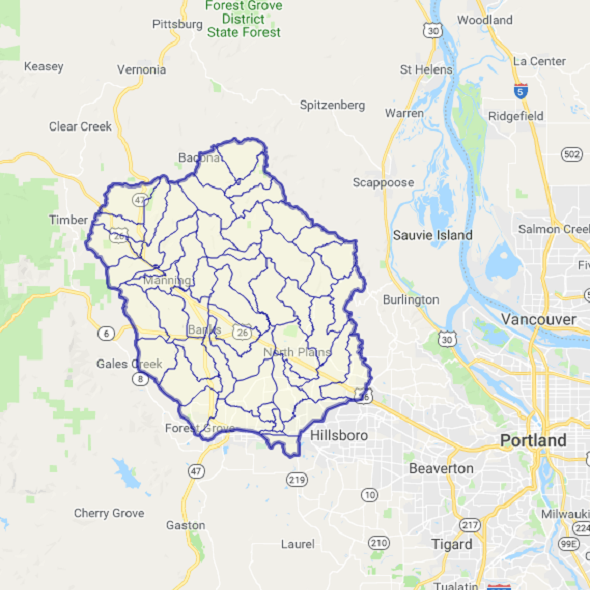 Forest Grove
District
State Forest
Pittsburg
Woodland
30
Keasey
Vernonia
St Helens
La Center
5
Spitzenberg
Warren
Ridgefield
Clear Creek
502
Bacona
Scappoose
47
Timber
26
Sauvie Island
Salmon Creek
Manning
Burlington
Vancouver
6
Banks
26
30
North Plains
Gales Creek
8
26
Forest Grove
Hillsboro
Portland
Beaverton
47
219
10
Cherry Grove
Gaston
217
Milwauki
224
Laurel
210
Tigard
99E
Tualatin